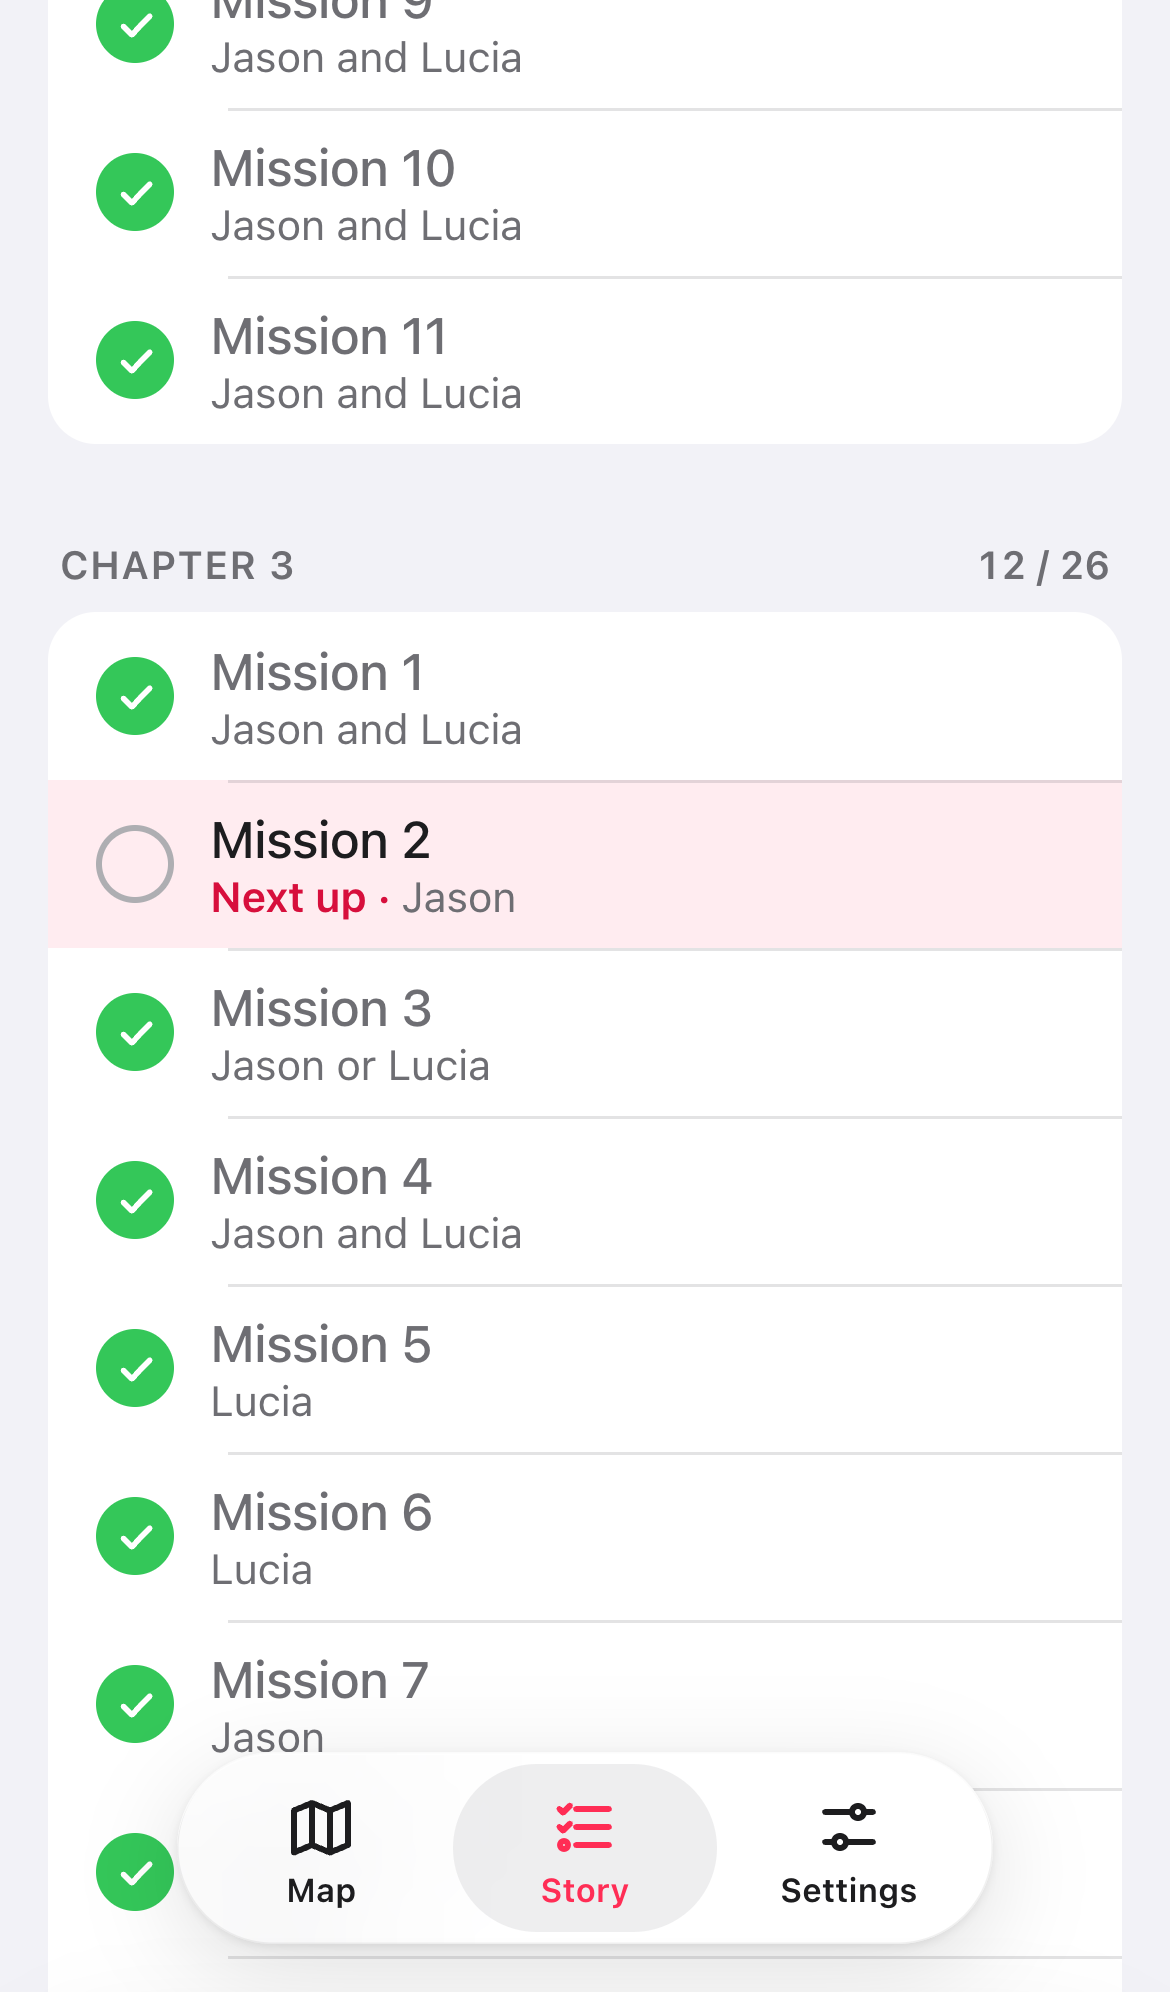 Mission 9
Jason and Lucia
Mission 10
Jason and Lucia
Mission 11
Jason and Lucia
CHAPTER 3
12 / 26
Mission 1
Jason and Lucia
Mission 2
Next up · Jason
Mission 3
Jason or Lucia
Mission 4
Jason and Lucia
Mission 5
Lucia
Mission 6
Lucia
Mission 7
Jason
Map
Story
Settings